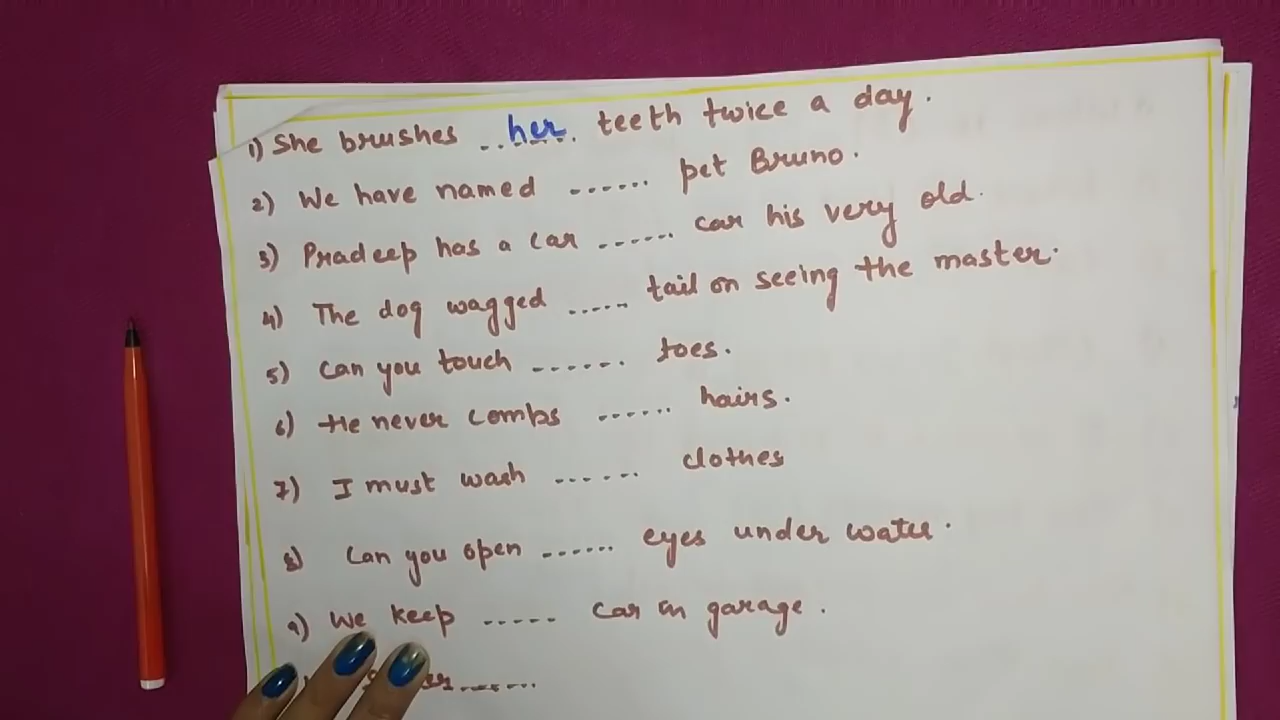 1) She brushes ..her.. teeth twice a day.
2) We have named ...... pet Bruno.
3) Pradeep has a car ...... car his very old.
4) The dog wagged ..... tail on seeing the master.
5) Can you touch ...... toes.
6) He never combs ...... hairs.
7) I must wash ...... clothes
8) Can you open ...... eyes under water.
9) We keep ..... car in garage.